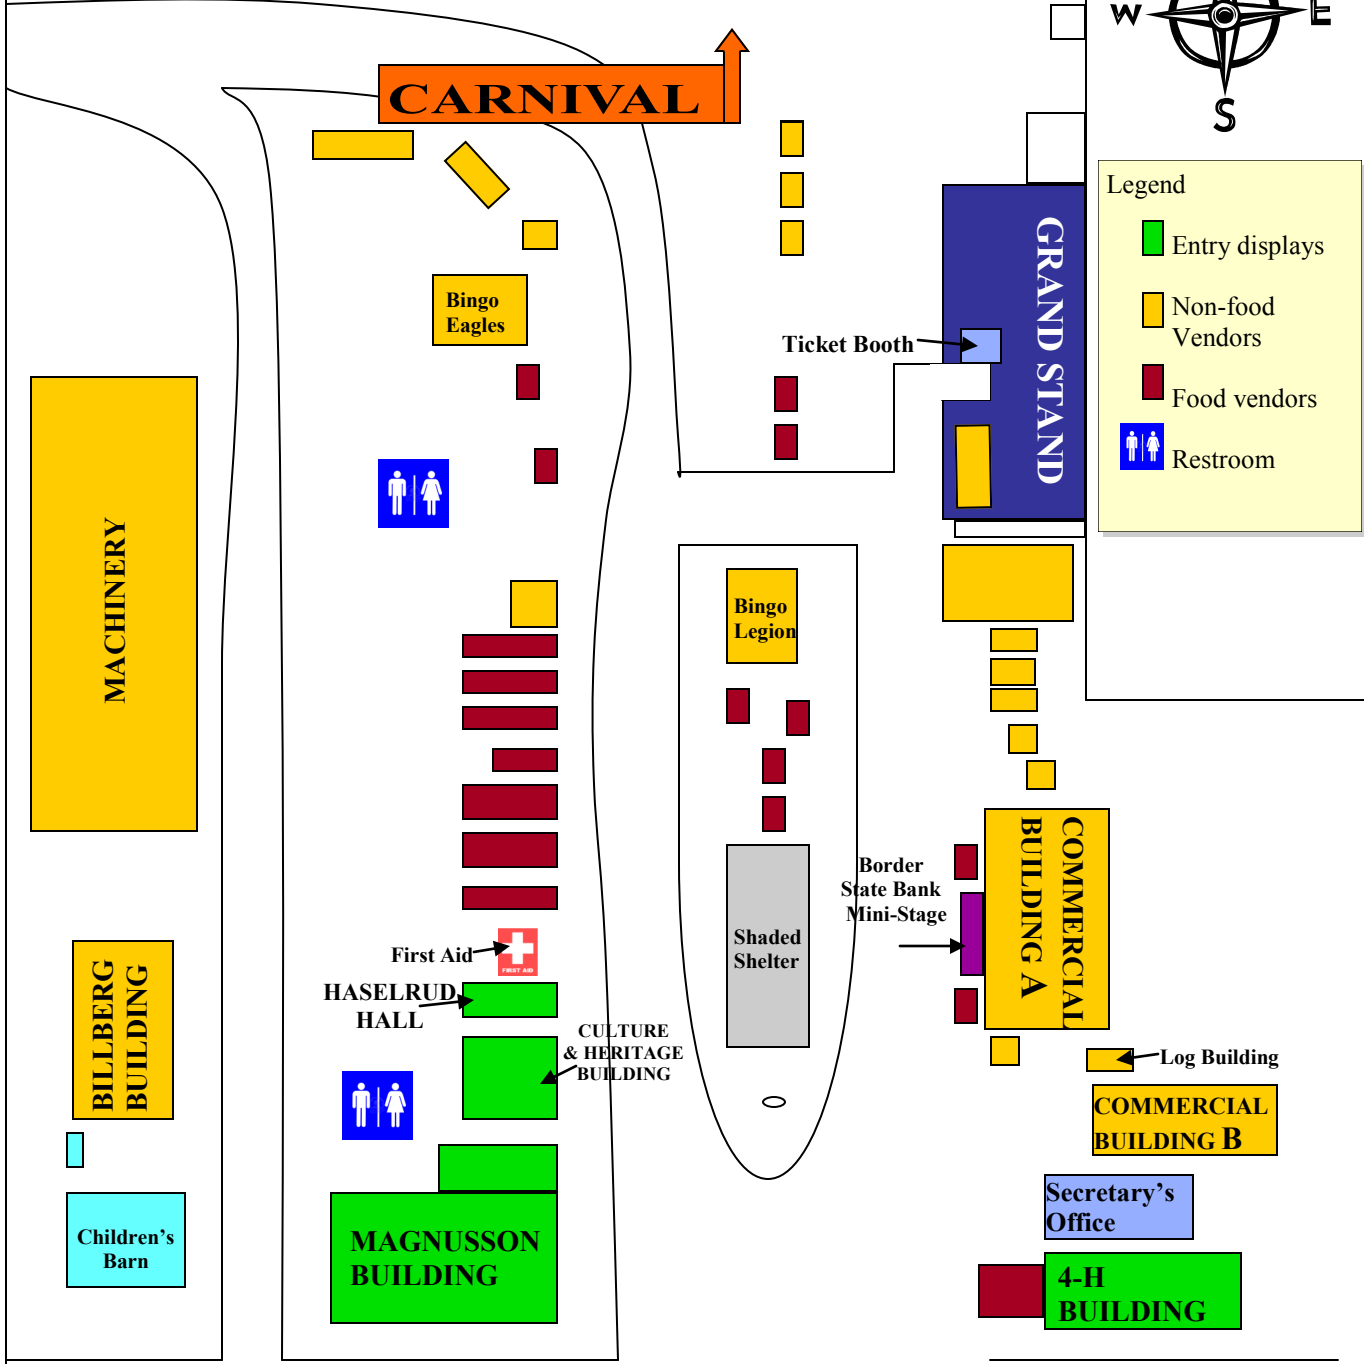 W
E
S
CARNIVAL
Legend
Entry displays
Non-food
Vendors
Food vendors
Restroom
GRAND STAND
Ticket Booth
Bingo
Eagles
MACHINERY
Bingo
Legion
COMMERCIAL
BUILDING A
Border
State Bank
Mini-Stage
Shaded
Shelter
First Aid
FIRST AID
HASELRUD
HALL
CULTURE
& HERITAGE
BUILDING
BILLBERG
BUILDING
Log Building
COMMERCIAL
BUILDING B
Secretary's
Office
Children's
Barn
MAGNUSSON
BUILDING
4-H
BUILDING